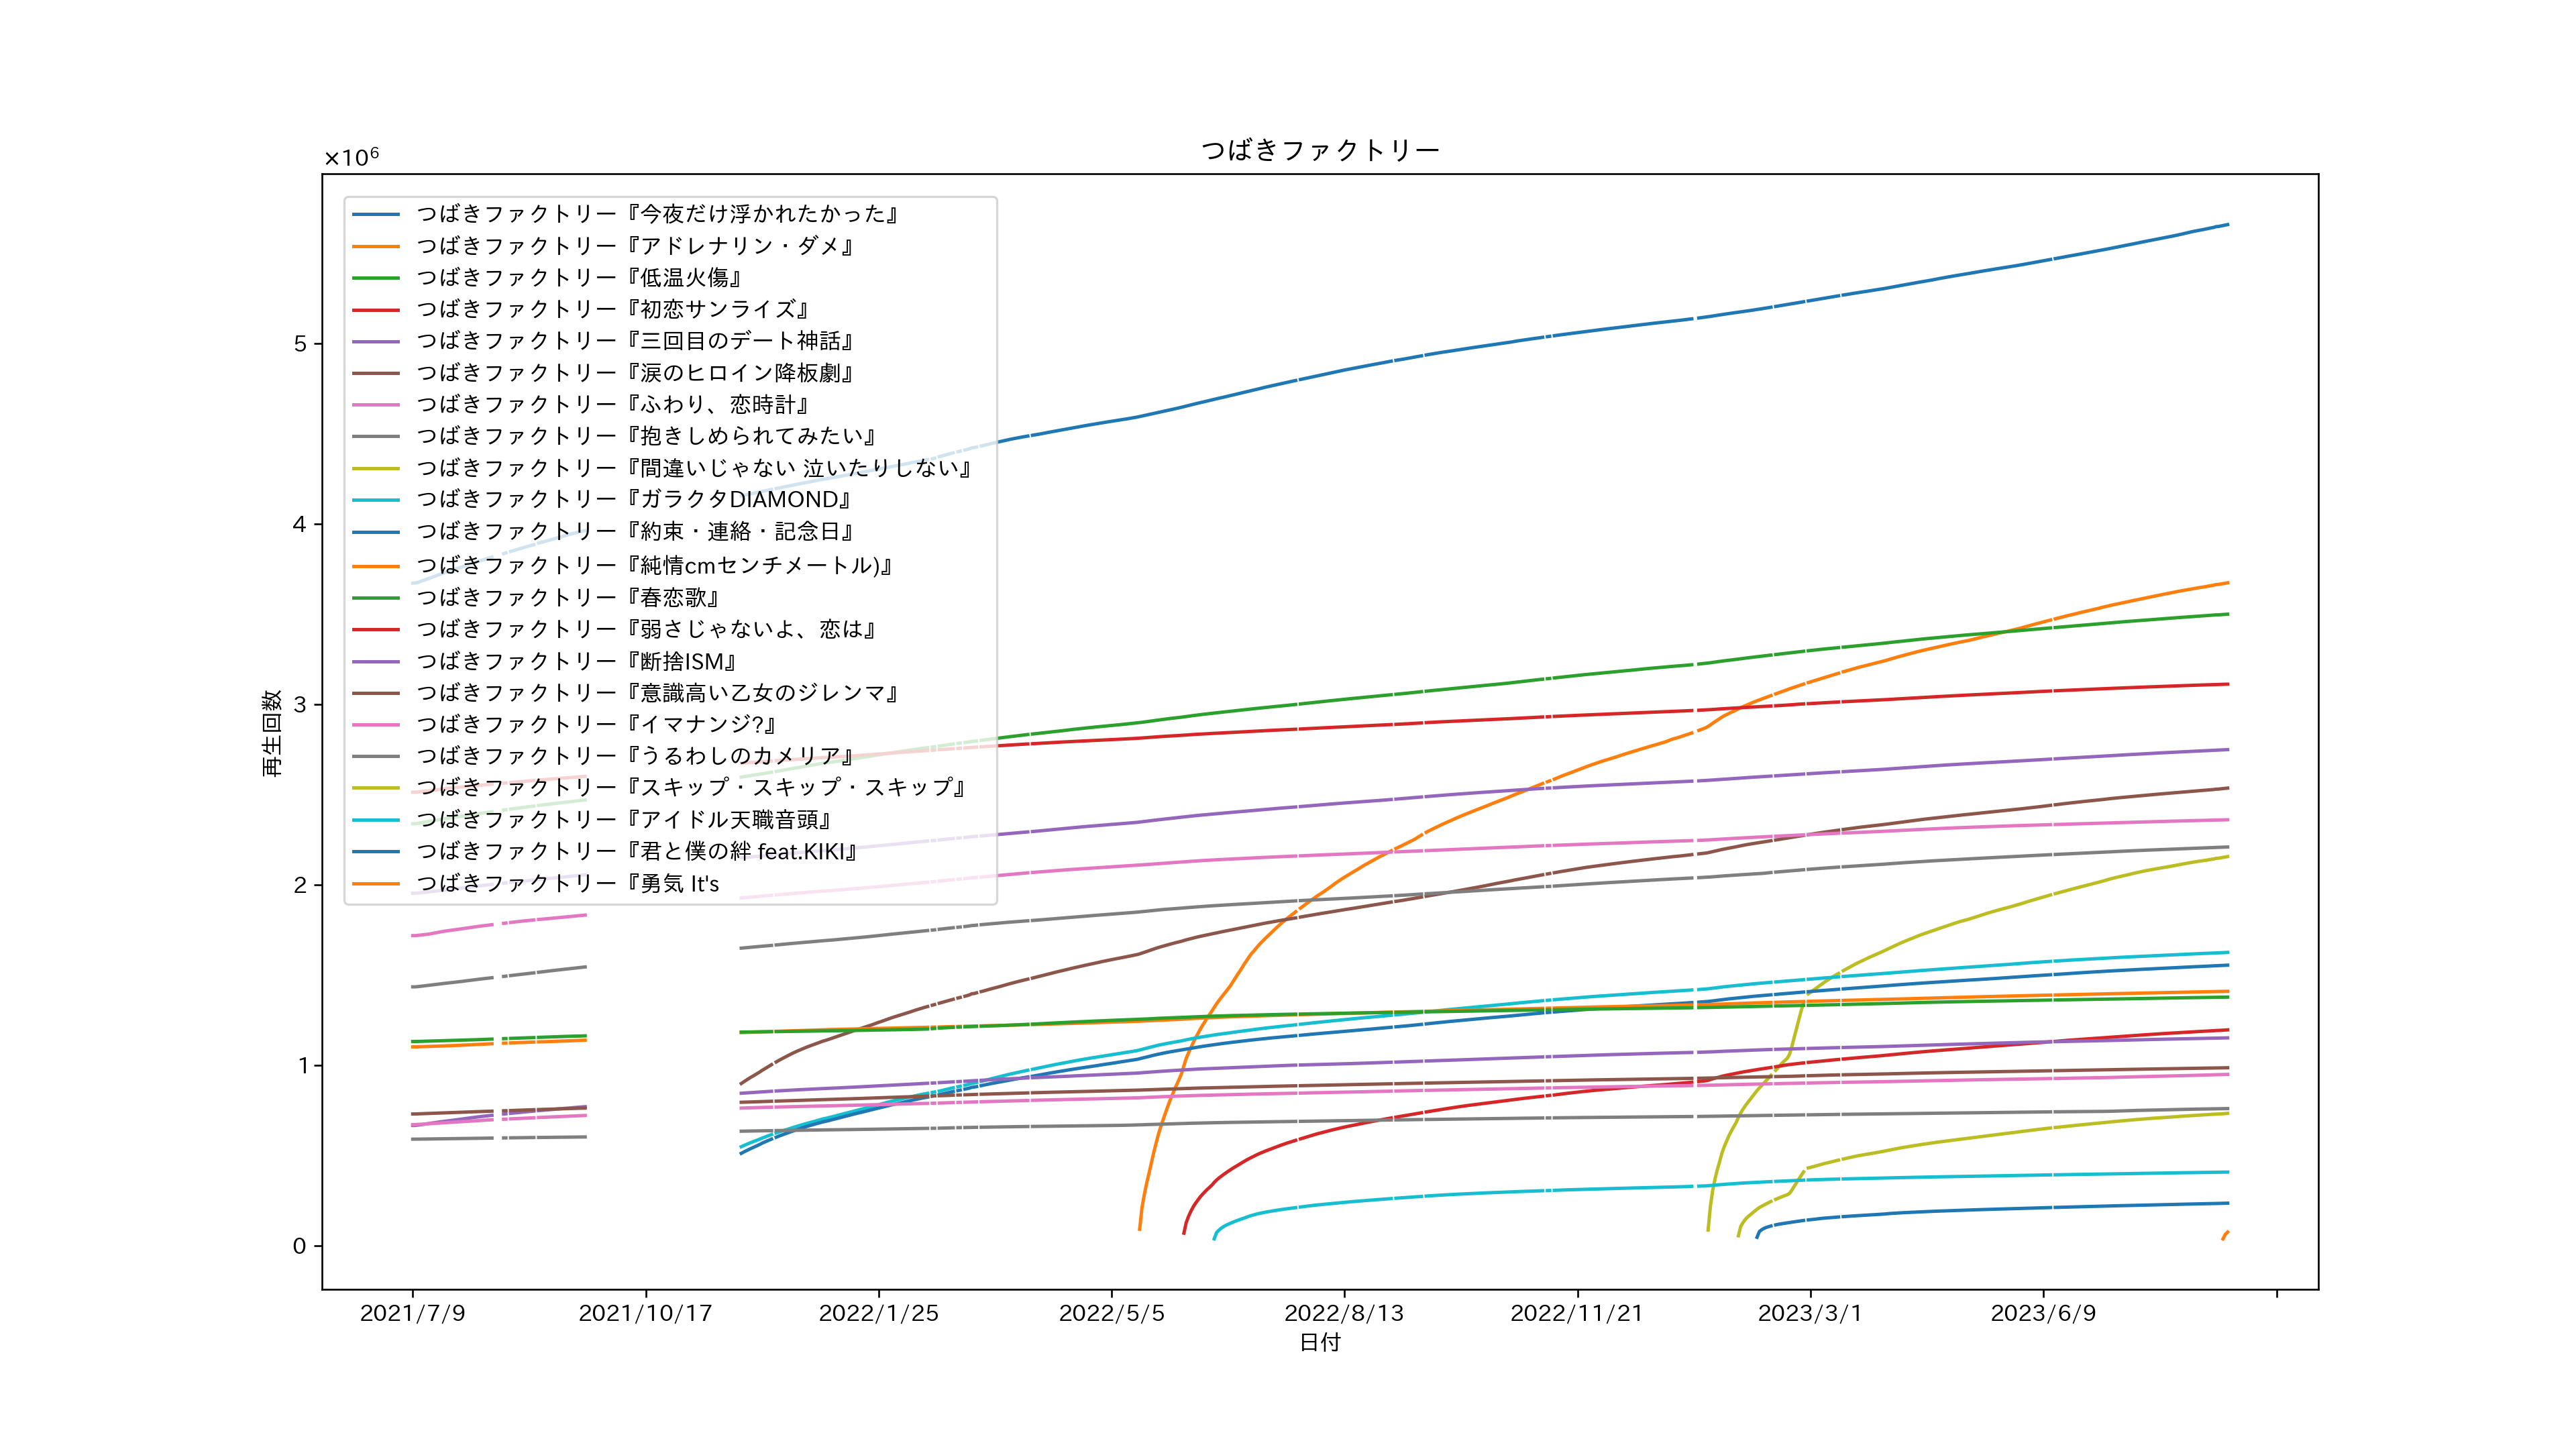 つばきファクトリー
×10⁶
つばきファクトリー『今夜だけ浮かれたかった』
つばきファクトリー『アドレナリン・ダメ』
つばきファクトリー『低温火傷』
つばきファクトリー『初恋サンライズ』
つばきファクトリー『三回目のデート神話』
つばきファクトリー『涙のヒロイン降板劇』
つばきファクトリー『ふわり、恋時計』
つばきファクトリー『抱きしめられてみたい』
つばきファクトリー『間違いじゃない 泣いたりしない』
つばきファクトリー『ガラクタDIAMOND』
つばきファクトリー『約束・連絡・記念日』
つばきファクトリー『純情cmセンチメートル)』
つばきファクトリー『春恋歌』
つばきファクトリー『弱さじゃないよ、恋は』
つばきファクトリー『断捨ISM』
つばきファクトリー『意識高い乙女のジレンマ』
つばきファクトリー『イマナンジ?』
つばきファクトリー『うるわしのカメリア』
つばきファクトリー『スキップ・スキップ・スキップ』
つばきファクトリー『アイドル天職音頭』
つばきファクトリー『君と僕の絆 feat.KIKI』
つばきファクトリー『勇気 It's
再生回数
5
4
3
2
1
0
2021/7/9 2021/10/17 2022/1/25 2022/5/5 2022/8/13 2022/11/21 2023/3/1 2023/6/9
日付